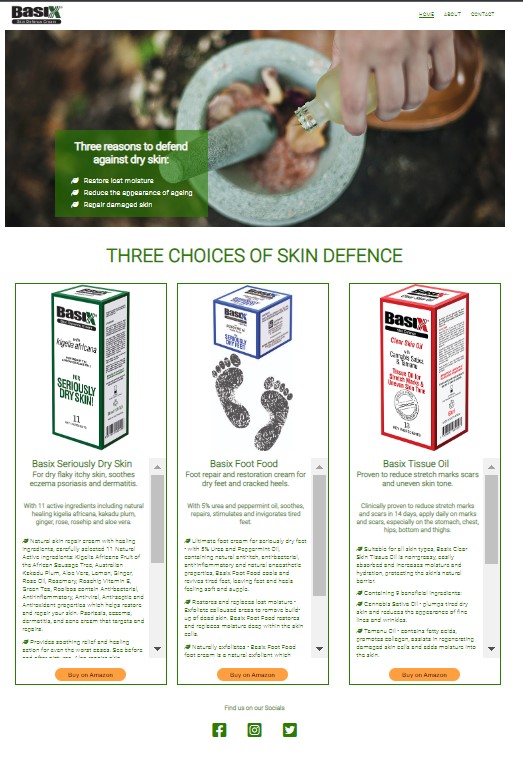 BasiX
Skin Defence Cream
HOME
ABOUT
CONTACT
Three reasons to defend
against dry skin:
Restore lost moisture
Reduce the appearance of ageing
Repair damaged skin
THREE CHOICES OF SKIN DEFENCE
BasiX
with
kigelia africana
FOR
SERIOUSLY
DRY SKIN!
11
Basix Seriously Dry Skin
For dry flaky itchy skin, soothes
eczema psoriasis and dermatitis.
With 11 active ingredients including natural
healing kigelia africana, kakadu plum,
ginger, rose, rosehip and aloe vera.
Natural skin repair cream with healing
ingredients, carefully selected 11 Natural
Active Ingredients: Kigelia Africana Fruit of
the African Sausage Tree, Australian
Kakadu Plum, Aloe Vera, Lemon, Ginger,
Rose Oil, Rosemary, Rosehip Vitamin E,
Green Tea, Rooibos contain Antibacterial,
Antiinflammatory, Antiviral, Antiseptic and
Antioxidant properties which helps restore
and repair your skin. Psoriasis, eczema,
dermatitis, and acne cream that targets and
repairs.
Provides soothing relief and healing
action for even the worst cases. See before
Buy on Amazon
BasiX
SERIOUSLY
DRY FEET
Basix Foot Food
Foot repair and restoration cream for
dry feet and cracked heels.
With 5% urea and peppermint oil, soothes,
repairs, stimulates and invigorates tired
feet.
Ultimate foot cream for seriously dry feet
- with 5% Urea and Peppermint Oil,
containing natural antiitch, antibacterial,
antiinflammatory and natural anaesthetic
properties, Basix Foot Food cools and
revives tired feet, leaving foot and heels
feeling soft and supple.
Restores and replaces lost moisture -
Exfoliates calloused areas to remove build-
up of dead skin. Basix Foot Food restores
and replaces moisture deep within the skin
cells.
Naturally exfoliates - Basix Foot Food
foot cream is a natural exfoliant which
Buy on Amazon
BasiX
Clear Skin Oil
with
Cannabis Sativa
& Tamanu
Tissue Oil for
Stretch Marks &
Uneven Skin Tone
13
Basix Tissue Oil
Proven to reduce stretch marks scars
and uneven skin tone.
Clinically proven to reduce stretch marks
and scars in 14 days, apply daily on marks
and scars, especially on the stomach, chest,
hips, bottom and thighs.
Suitable for all skin types, Basix Clear
Skin Tissue Oil is nongreasy, easily
absorbed and increases moisture and
hydration, protecting the skin's natural
barrier.
Containing 9 beneficial ingredients:
Cannabis Sativa Oil - plumps tired dry
skin and reduces the appearance of fine
lines and wrinkles.
Tamanu Oil - contains fatty acids,
promotes collagen, assists in regenerating
damaged skin cells and adds moisture into
the skin.
Buy on Amazon
Find us on our Socials